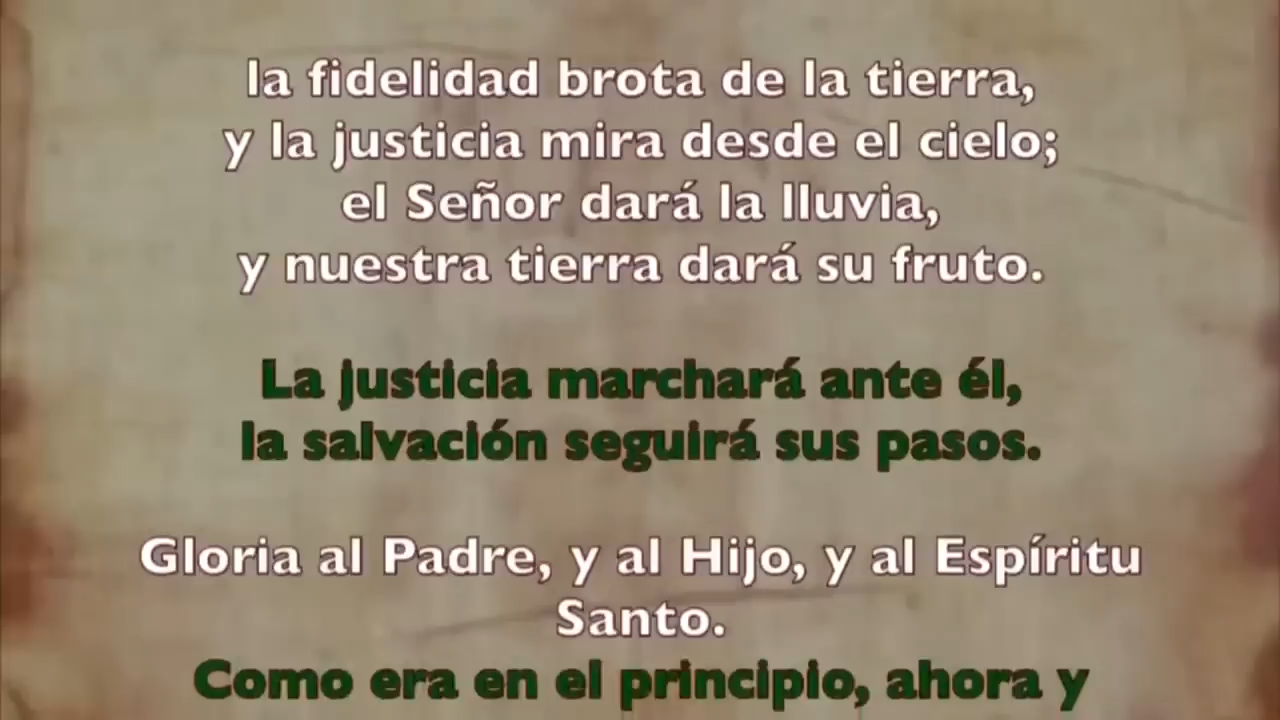 la fidelidad brota de la tierra,
y la justicia mira desde el cielo;
el Señor dará la lluvia,
y nuestra tierra dará su fruto.
La justicia marchará ante él,
la salvación seguirá sus pasos.
Gloria al Padre, y al Hijo, y al Espíritu
Santo.
Como era en el principio, ahora y